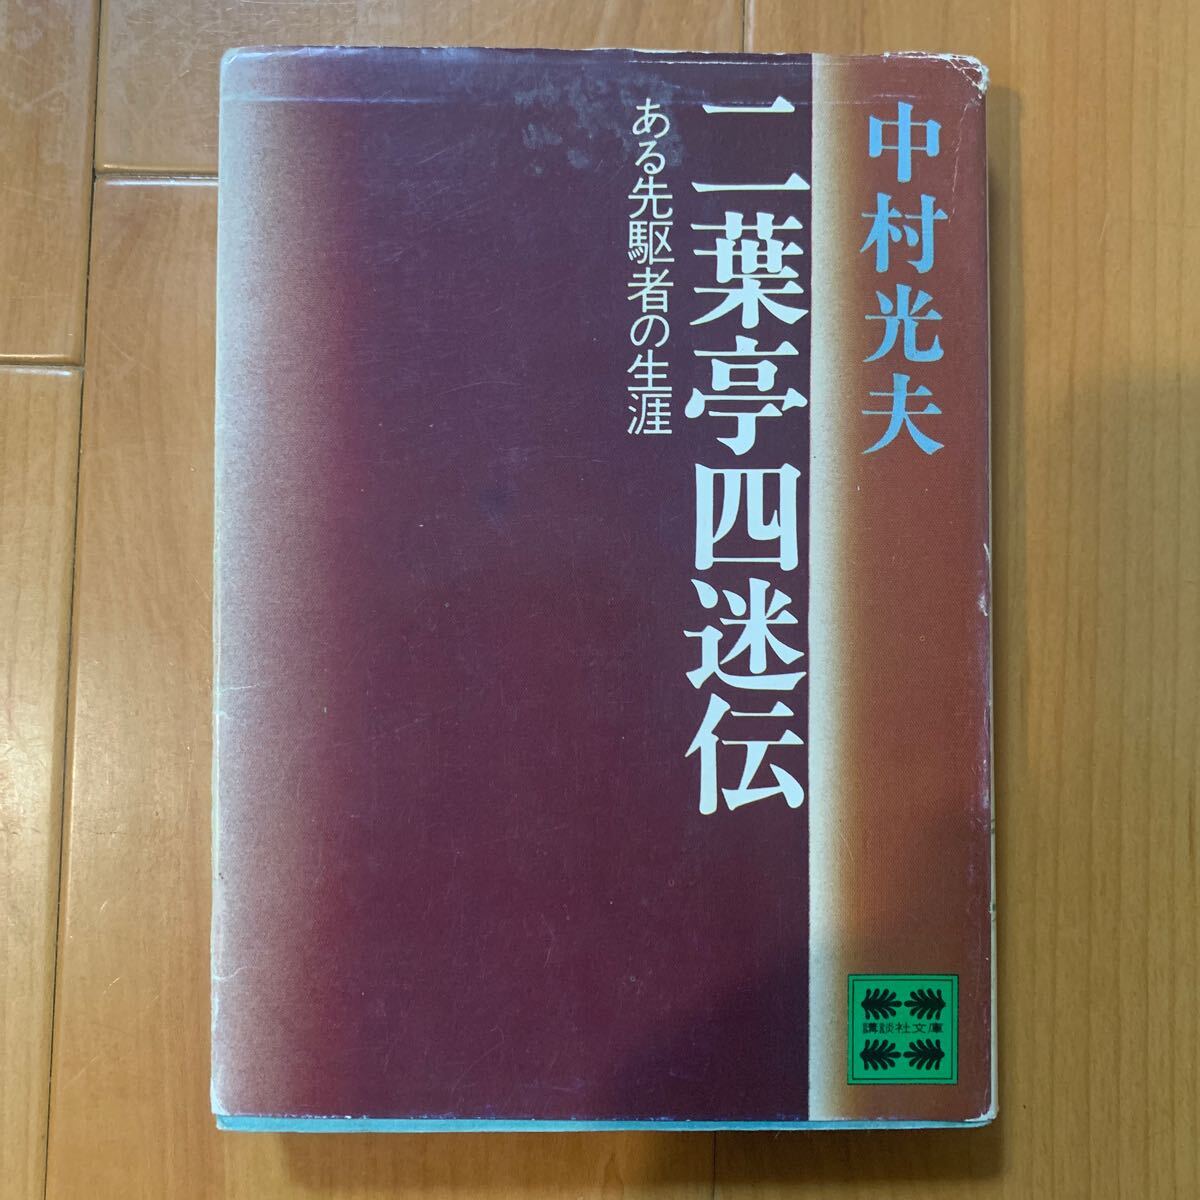 中村光夫
二葉亭四迷伝
ある先駆者の生涯
講談社文庫